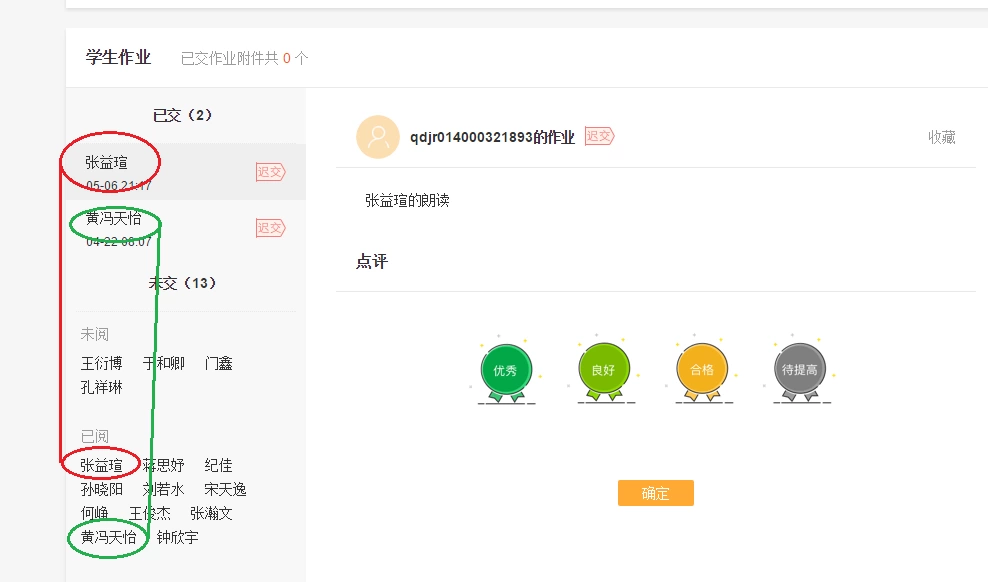 学生作业 已交作业附件共 0 个
已交（2）
张益瑄
05-06 21:17
迟交
黄冯天怡
04-22 08:07
迟交
未交（13）
未阅
王衍博 于和卿 门鑫
孔祥琳
已阅
张益瑄 蒋思妤 纪佳
孙晓阳 刘若水 宋天逸
何峥 王俊杰 张瀚文
黄冯天怡 钟欣宇
qdjr014000321893的作业 迟交 收藏
张益瑄的朗读
点评
优秀 良好 合格 待提高
确定